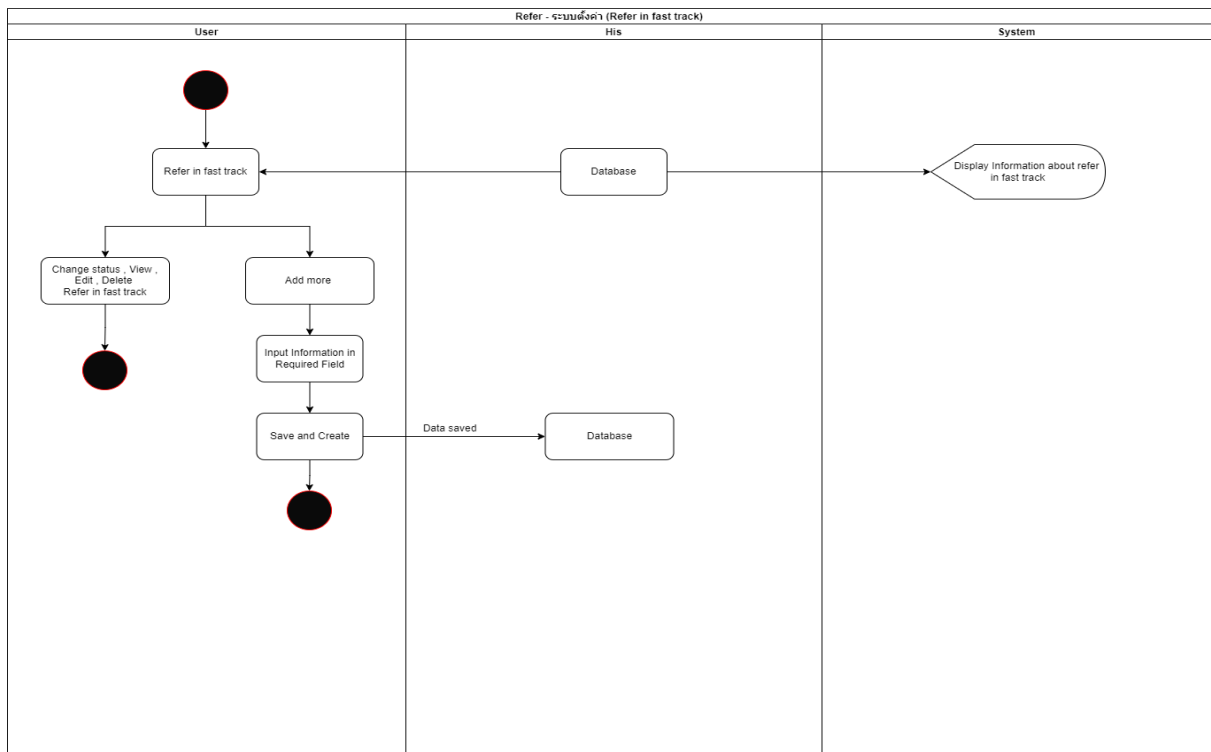 Refer - ระบบตั้งค่า (Refer in fast track)
User
His
System
Refer in fast track
Database
Display Information about refer
in fast track
Change status , View ,
Edit , Delete
Refer in fast track
Add more
Input Information in
Required Field
Save and Create
Data saved
Database